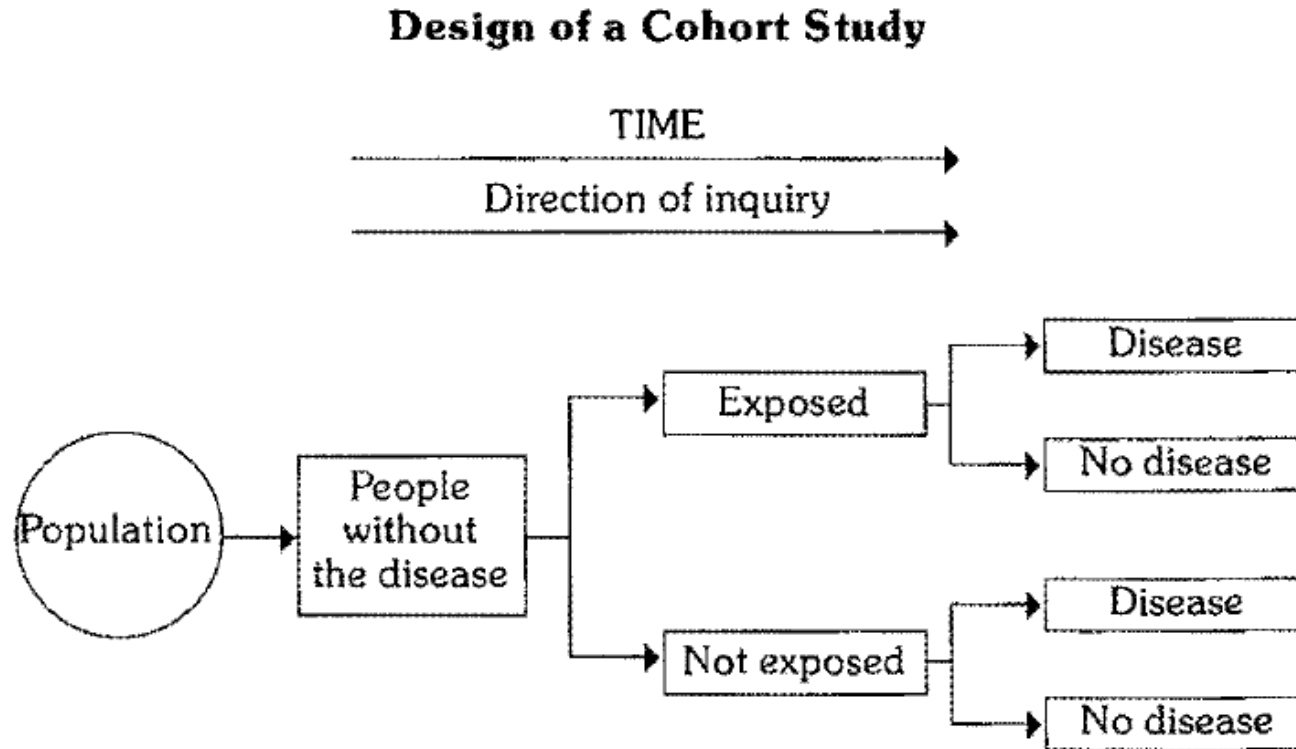 Design of a Cohort Study
TIME
Direction of inquiry
Population
People
without
the disease
Exposed
Not exposed
Disease
No disease
Disease
No disease